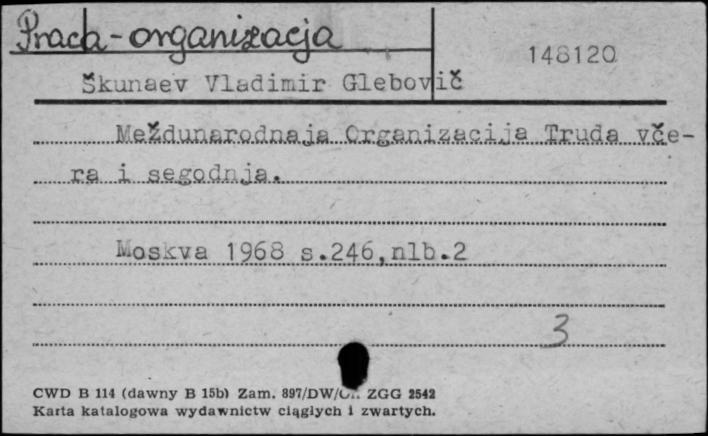 Praca - organizacja
148120
Škunaev Vladimir Glebovič
Meždunarodnaja Organizacija Truda vče-
ra i segodnja.
Moskva 1968 s.246,nlb.2
3
CWD B 114 (dawny B 15b) Zam. 897/DW/ ZGG 2542
Karta katalogowa wydawnictw ciągłych i zwartych.